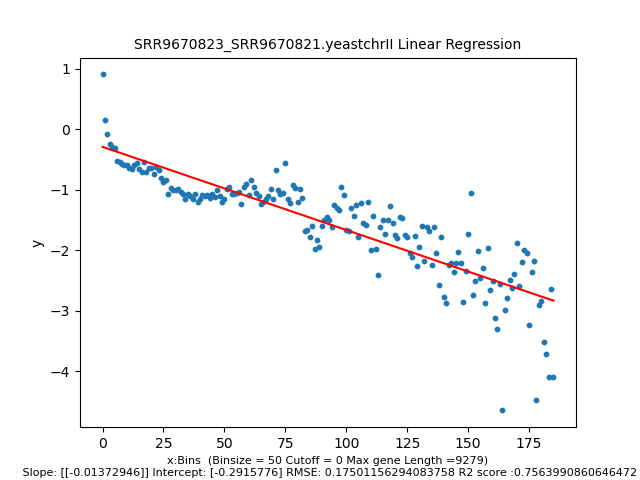 SRR9670823_SRR9670821.yeastchrII Linear Regression
1
0
−1
−2
−3
−4
y
0 25 50 75 100 125 150 175
x:Bins (Binsize = 50 Cutoff = 0 Max gene Length =9279)
Slope: [[-0.01372946]] Intercept: [-0.2915776] RMSE: 0.17501156294083758 R2 score :0.7563990860646472